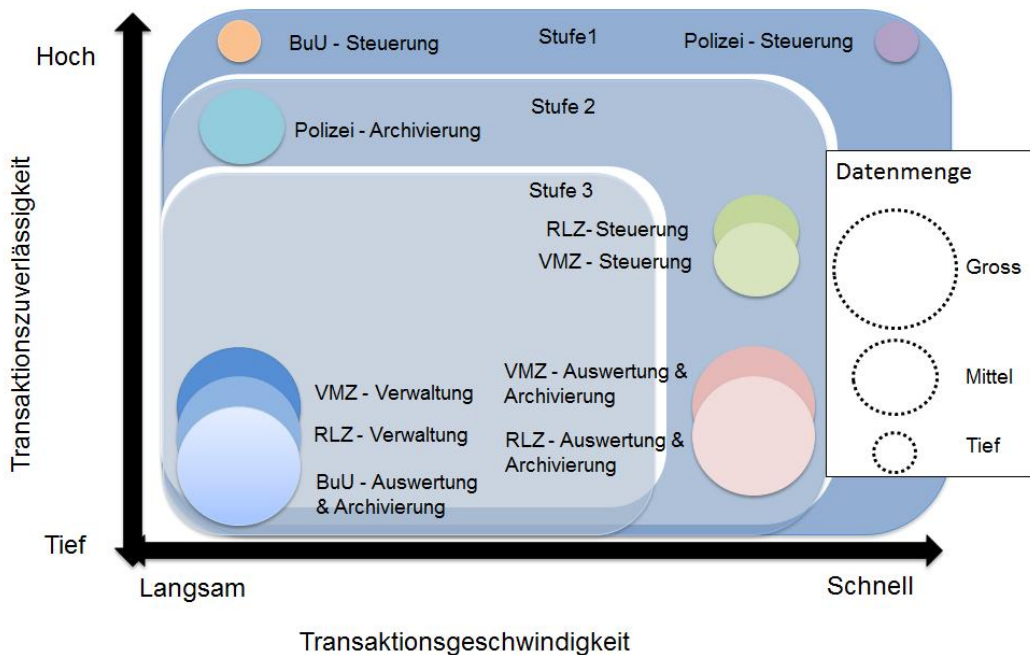 Hoch
BuU - Steuerung
Stufe1
Polizei - Steuerung
Stufe 2
Polizei - Archivierung
Stufe 3
RLZ- Steuerung
VMZ - Steuerung
Datenmenge
Gross
Mittel
Tief
VMZ - Auswertung &
Archivierung
RLZ - Auswertung &
Archivierung
VMZ - Verwaltung
RLZ - Verwaltung
BuU - Auswertung
& Archivierung
Transaktionszuverlässigkeit
Tief
Langsam
Schnell
Transaktionsgeschwindigkeit